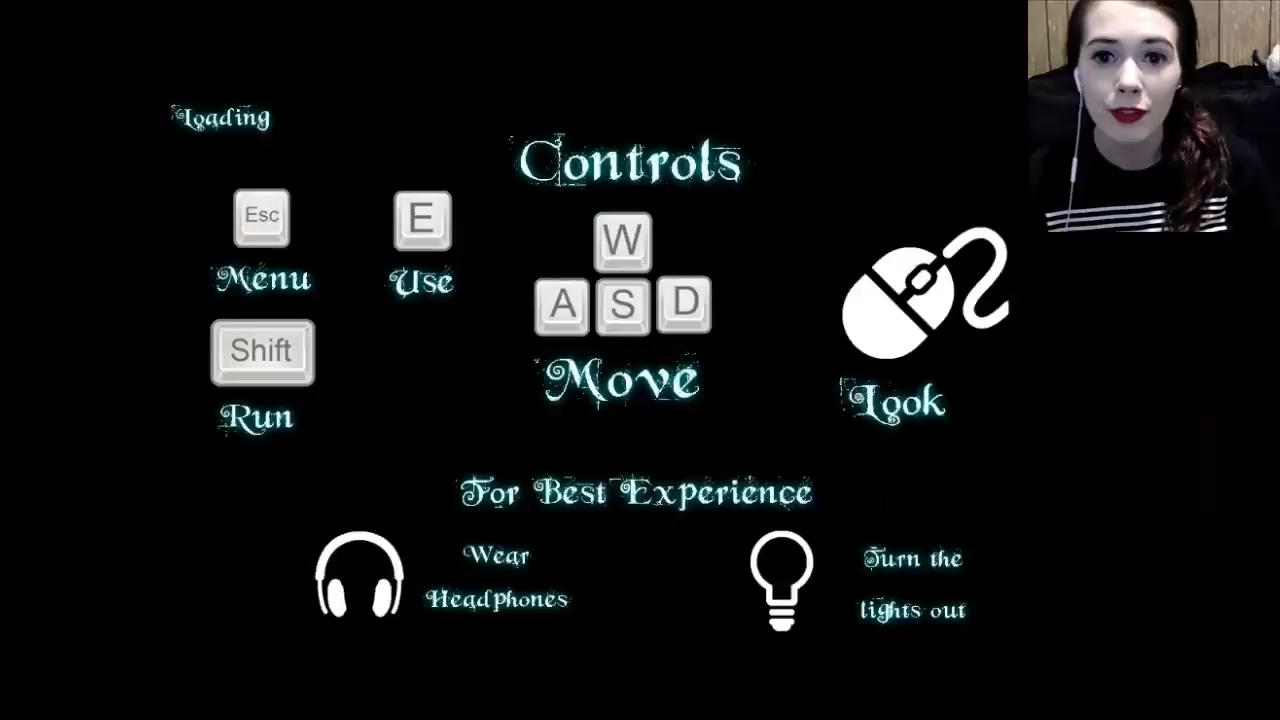 Loading
Controls
Esc
E
W
A S D
Menu
Use
Shift
Move
Look
Run
For Best Experience
Wear
Headphones
Turn the
lights out